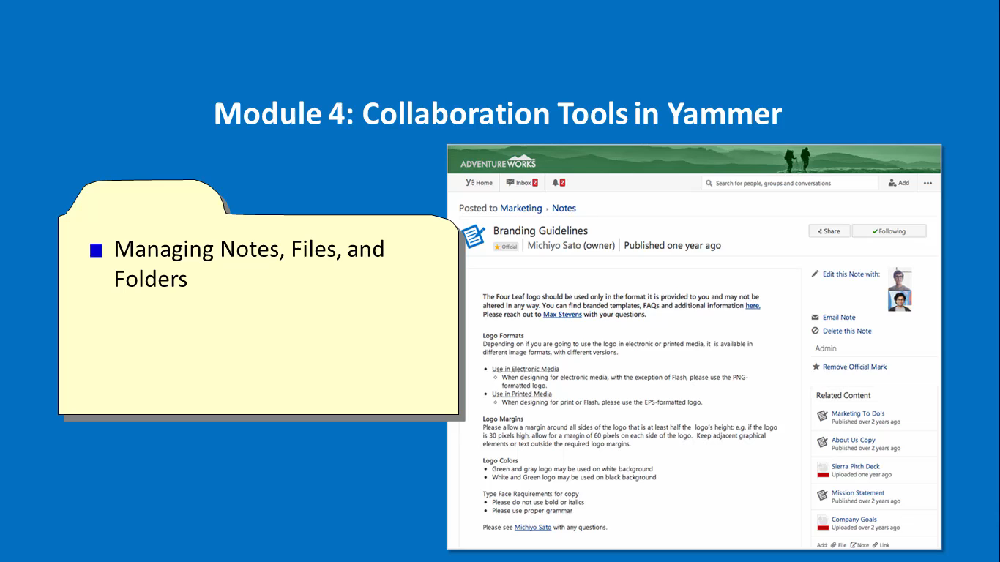 Module 4: Collaboration Tools in Yammer
Managing Notes, Files, and
Folders
ADVENTURE WORKS
Home
Inbox 2
2
Search for people, groups and conversations
Add
Posted to Marketing › Notes
Branding Guidelines
Share
Following
Official
Michiyo Sato (owner)
Published one year ago
The Four Leaf logo should be used only in the format it is provided to you and may not be
altered in any way. You can find branded templates, FAQs and additional information here.
Please reach out to Max Stevens with your questions.
Logo Formats
Depending on if you are going to use the logo in electronic or printed media, it is available in
different image formats, with different versions.
Use in Electronic Media
When designing for electronic media, with the exception of Flash, please use the PNG-
formatted logo.
Use in Printed Media
When designing for print or Flash, please use the EPS-formatted logo.
Logo Margins
Please allow a margin around all sides of the logo that is at least half the logo's height; e.g. if the logo
is 30 pixels high, allow for a margin of 60 pixels on each side of the logo. Keep adjacent graphical
elements or text outside the required logo margins.
Logo Colors
Green and gray logo may be used on white background
White and Green logo may be used on black background
Type Face Requirements for copy
Please do not use bold or italics
Please use proper grammar
Please see Michiyo Sato with any questions.
Edit this Note with:
Email Note
Delete this Note
Admin
Remove Official Mark
Related Content
Marketing To Do's
Published over 2 years ago
About Us Copy
Published over 2 years ago
Sierra Pitch Deck
Uploaded one year ago
Mission Statement
Published over 2 years ago
Company Goals
Uploaded over 2 years ago
Add: File Note Link